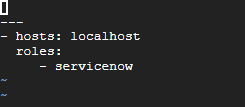 ---
- hosts: localhost
  roles:
     - servicenow
~
~